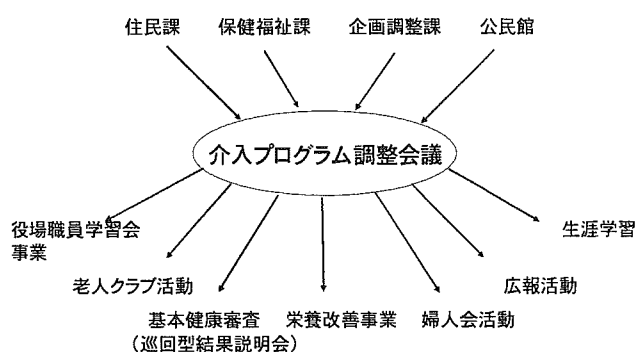 住民課 保健福祉課 企画調整課 公民館
介入プログラム調整会議
役場職員学習会
事業
生涯学習
老人クラブ活動
広報活動
基本健康審査 栄養改善事業 婦人会活動
(巡回型結果説明会)